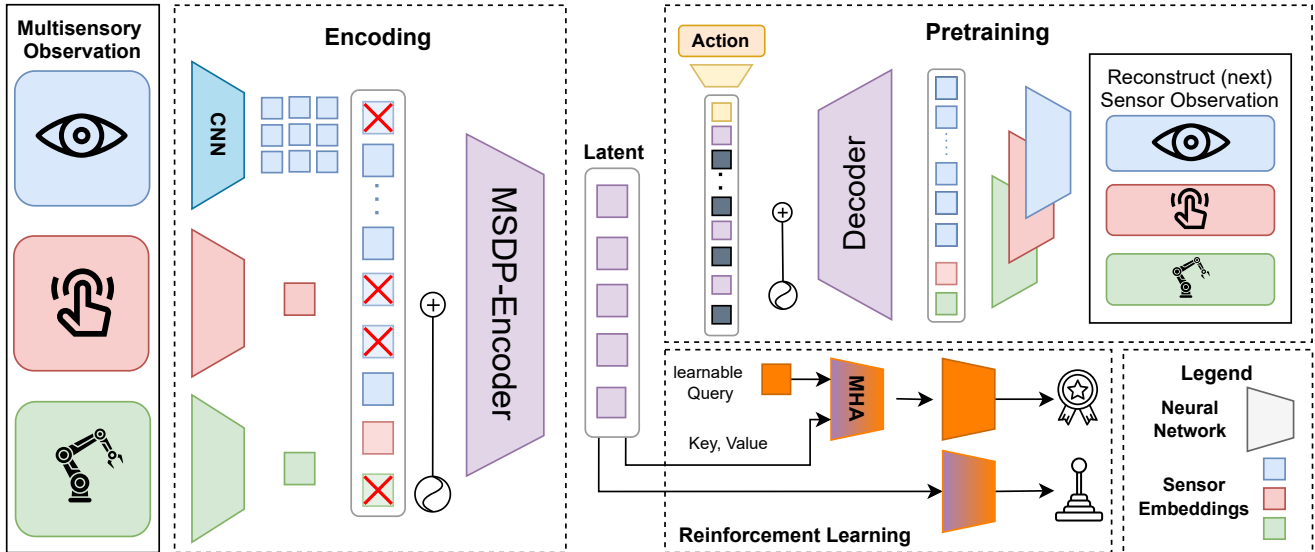 Multisensory
Observation
Encoding
CNN
MSDP-Encoder
Latent
Pretraining
Action
Decoder
Reconstruct (next)
Sensor Observation
learnable
Query
MHA
Key, Value
Reinforcement Learning
Legend
Neural
Network
Sensor
Embeddings